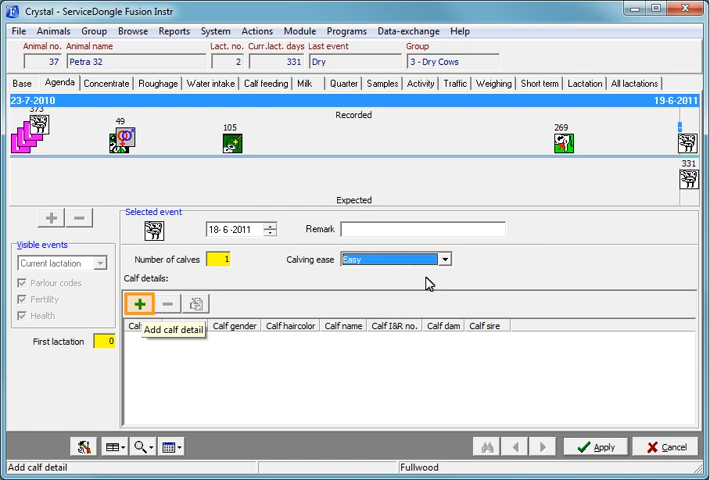 Crystal - ServiceDongle Fusion Instr
File Animals Group Browse Reports System Actions Module Programs Data-exchange Help
Animal no. Animal name Lact. no. Curr.lact. days Last event Group
37 Petra 32 2 331 Dry 3 - Dry Cows
Base Agenda Concentrate Roughage Water intake Calf feeding Milk Quarter Samples Activity Traffic Weighing Short term Lactation All lactations
23-7-2010 19-6-2011
373 Recorded
49 105 269
331
Expected
Selected event
18- 6 -2011 Remark
Visible events
Current lactation
Number of calves 1 Calving ease Easy
Parlour codes
Calf details:
Fertility
Health
Add calf detail
Calf gender Calf haircolor Calf name Calf I&R no. Calf dam Calf sire
First lactation 0
Apply Cancel
Add calf detail Fullwood